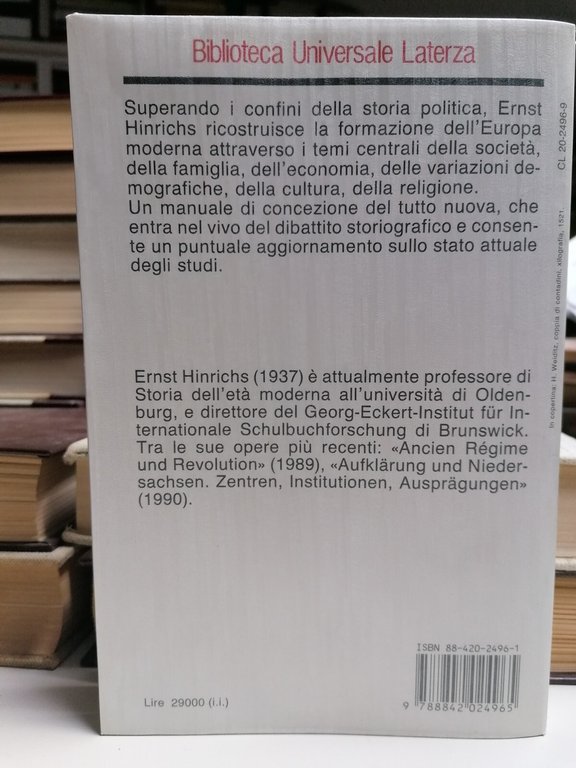 Biblioteca Universale Laterza
Superando i confini della storia politica, Ernst
Hinrichs ricostruisce la formazione dell'Europa
moderna attraverso i temi centrali della società,
della famiglia, dell'economia, delle variazioni de-
mografiche, della cultura, della religione.
Un manuale di concezione del tutto nuova, che
entra nel vivo del dibattito storiografico e consen-
te un puntuale aggiornamento sullo stato attuale
degli studi.
Ernst Hinrichs (1937) è attualmente professore di
Storia dell'età moderna all'università di Olden-
burg, e direttore del Georg-Eckert-Institut für In-
ternationale Schulbuchforschung di Brunswick.
Tra le sue opere più recenti: «Ancien Régime
und Revolution» (1989), «Aufklärung und Nieder-
sachsen. Zentren, Institutionen, Ausprägungen»
(1990).
ISBN 88-420-2496-1
9 788842 024965
Lire 29000 (i.i.)
CL 20-2496-9
In copertina: H. Weiditz, coppia di contadini, xilografia, 1521.